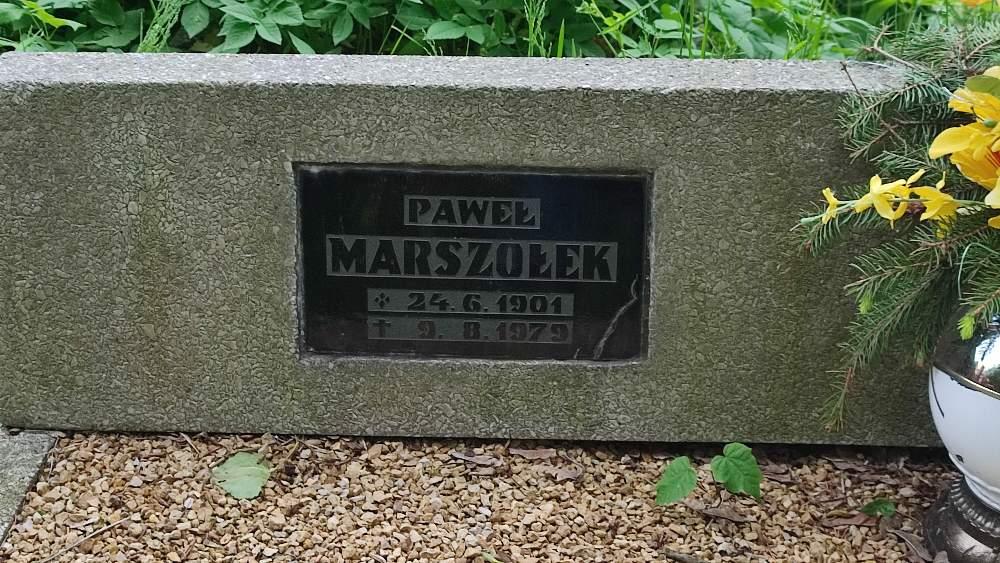 PAWEŁ
MARSZOŁEK
✣ 24.6.1901
† 9.8.1979